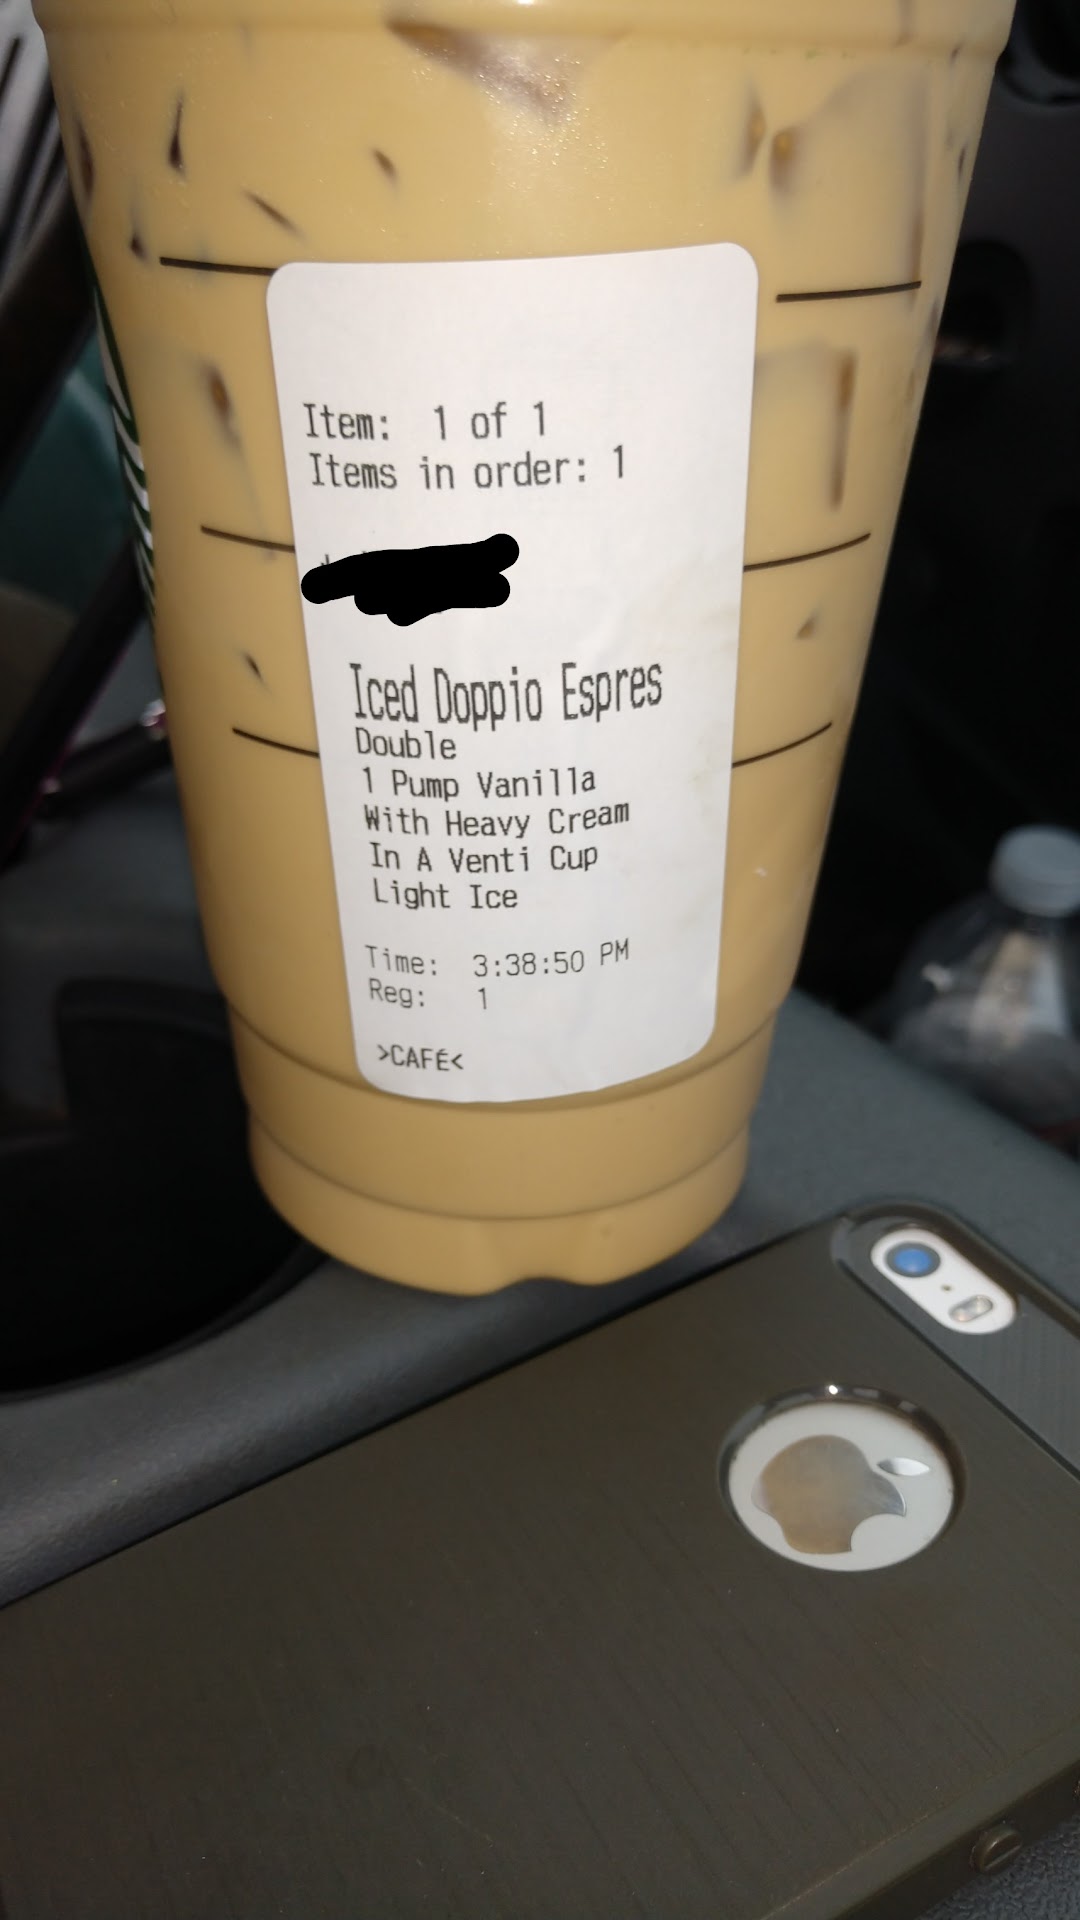 Item: 1 of 1
Items in order: 1
Iced Doppio Espres
Double
1 Pump Vanilla
With Heavy Cream
In A Venti Cup
Light Ice
Time: 3:38:50 PM
Reg: 1
>CAFÉ<